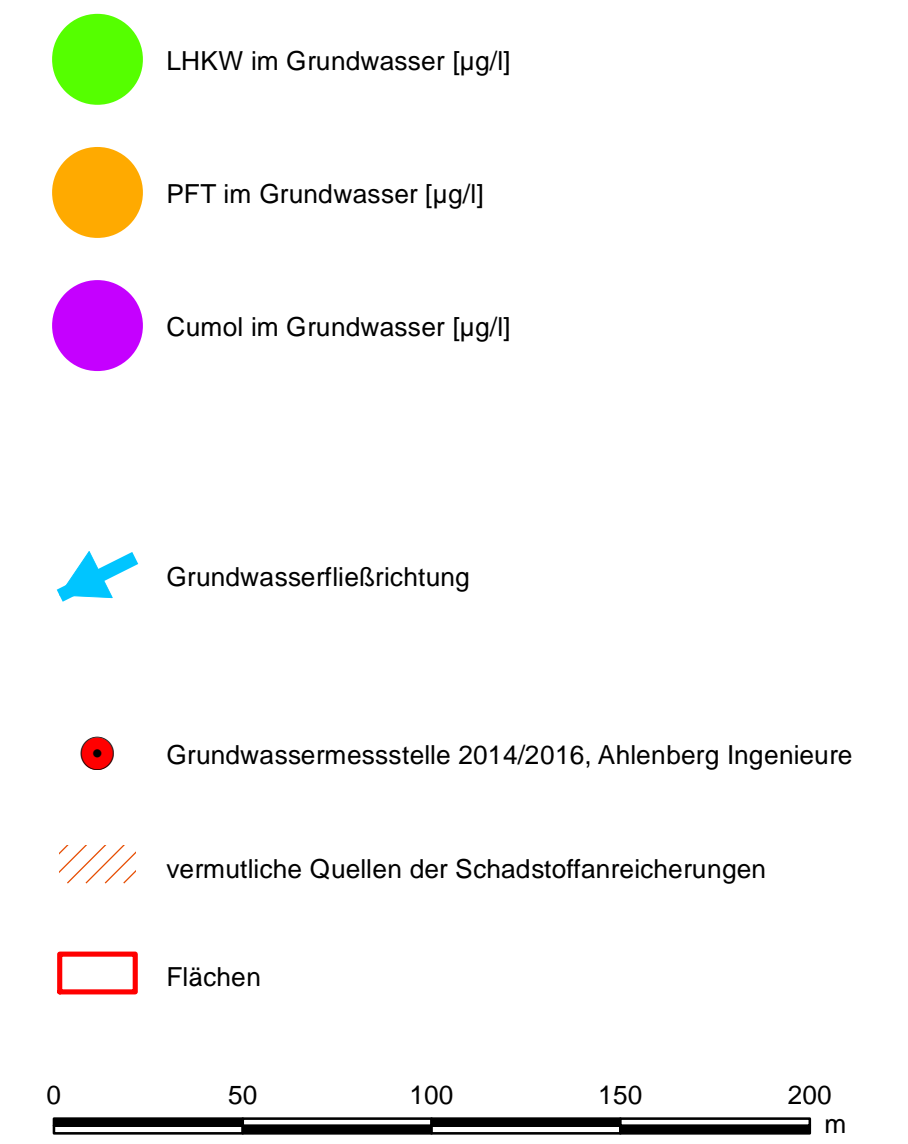 LHKW im Grundwasser [µg/l]
PFT im Grundwasser [µg/l]
Cumol im Grundwasser [µg/l]
Grundwasserfließrichtung
Grundwassermessstelle 2014/2016, Ahlenberg Ingenieure
vermutliche Quellen der Schadstoffanreicherungen
Flächen
0 50 100 150 200
m